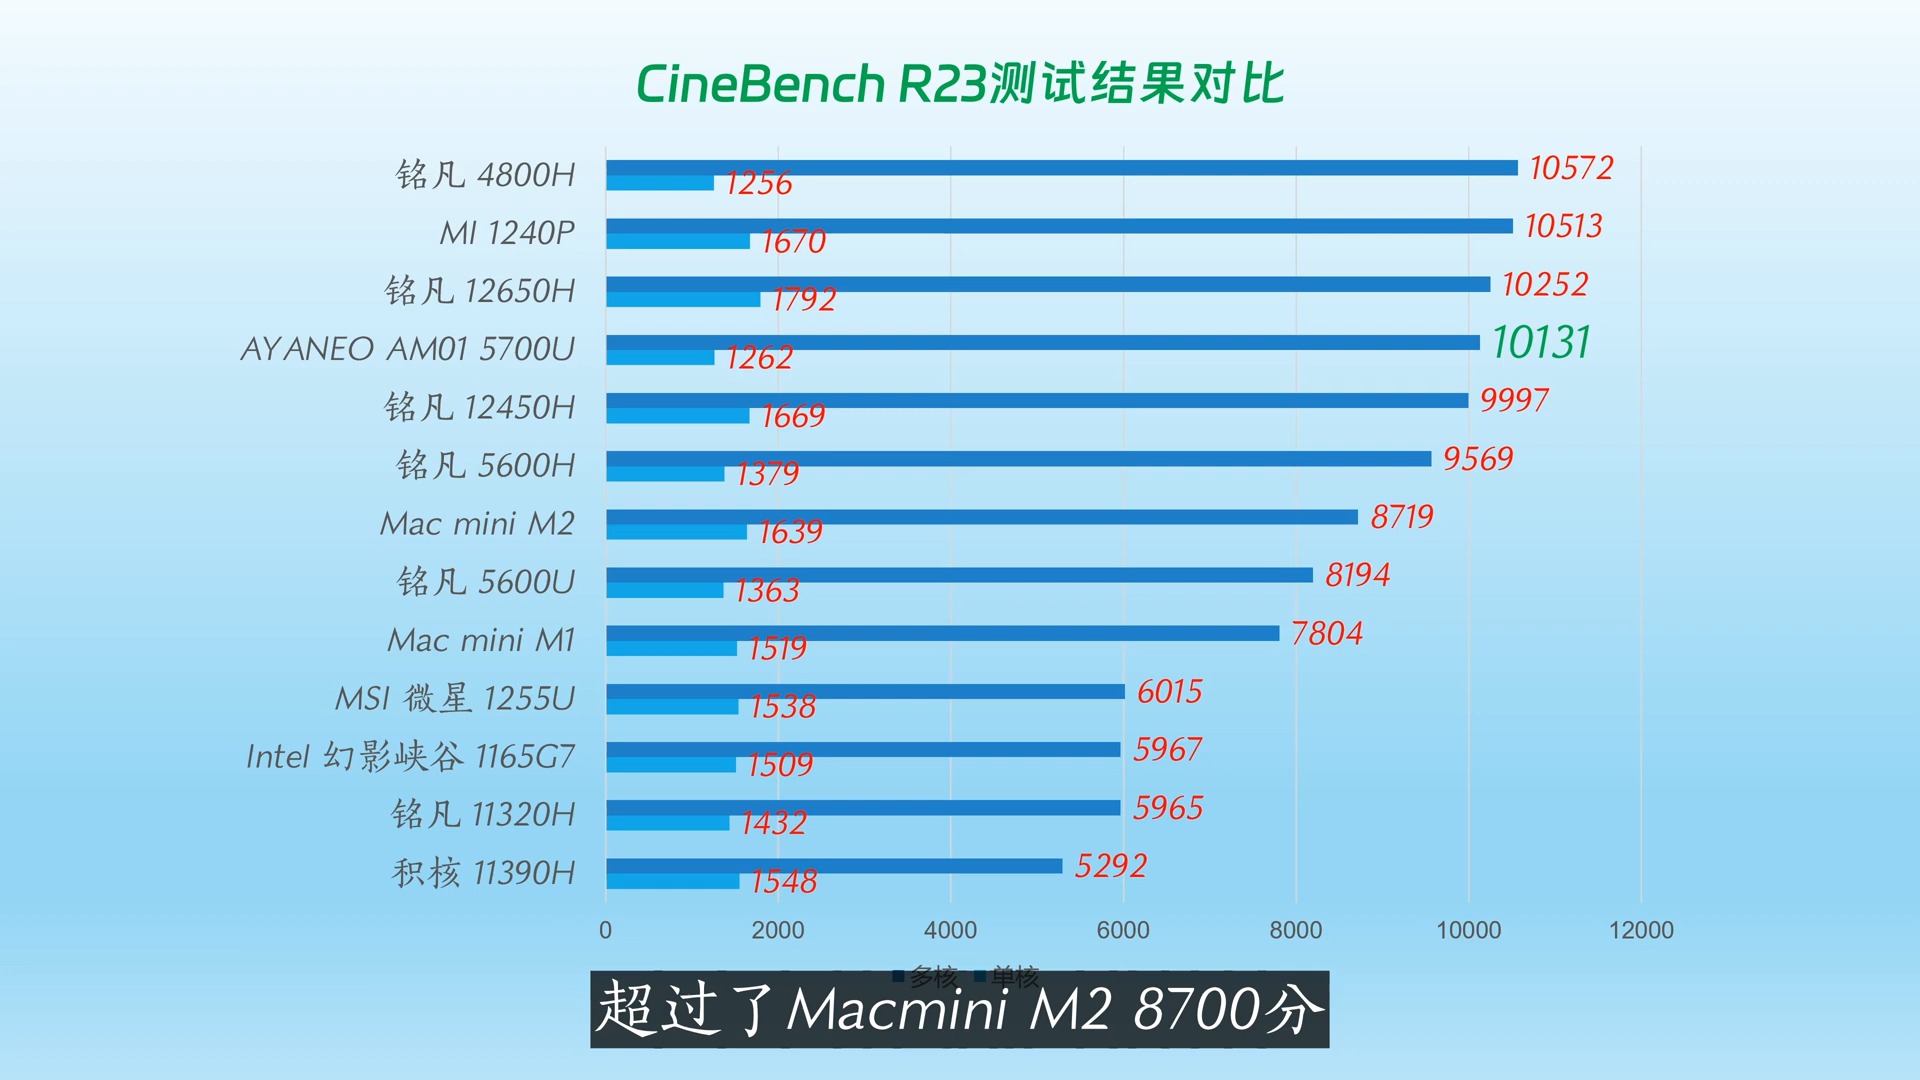 CineBench R23测试结果对比
铭凡 4800H 10572
1256
MI 1240P 10513
1670
铭凡 12650H 10252
1792
AYANEO AM01 5700U 10131
1262
铭凡 12450H 9997
1669
铭凡 5600H 9569
1379
Mac mini M2 8719
1639
铭凡 5600U 8194
1363
Mac mini M1 7804
1519
MSI 微星 1255U 6015
1538
Intel 幻影峡谷 1165G7 5967
1509
铭凡 11320H 5965
1432
积核 11390H 5292
1548
0 2000 4000 6000 8000 10000 12000
多核 单核
超过了Macmini M2 8700分